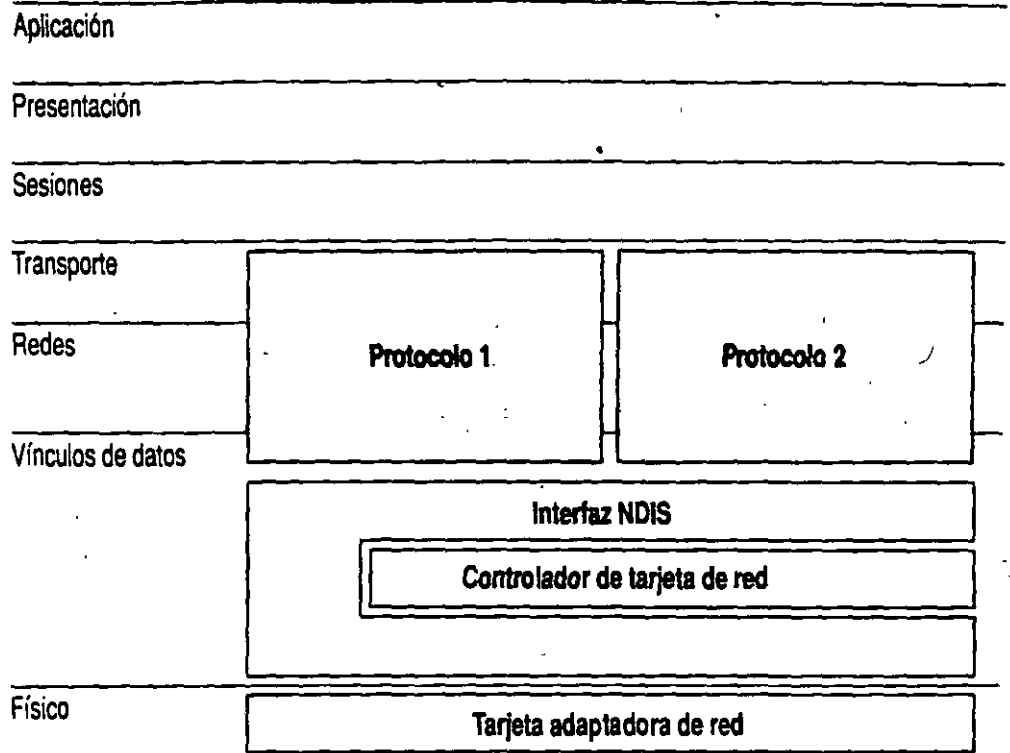 Aplicación
Presentación
Sesiones
Transporte
Redes
Protocolo 1
Protocolo 2
Vínculos de datos
Interfaz NDIS
Controlador de tarjeta de red
Físico
Tarjeta adaptadora de red